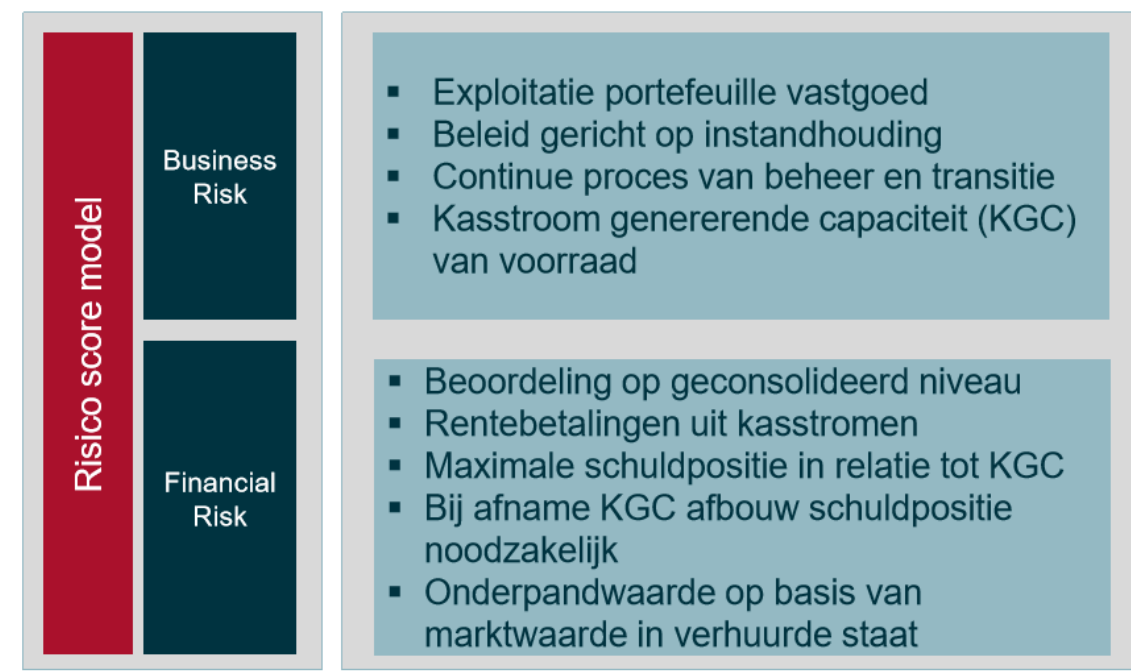 Risico score model
Business
Risk
▪ Exploitatie portefeuille vastgoed
▪ Beleid gericht op instandhouding
▪ Continue proces van beheer en transitie
▪ Kasstroom genererende capaciteit (KGC)
van voorraad
Financial
Risk
▪ Beoordeling op geconsolideerd niveau
▪ Rentebetalingen uit kasstromen
▪ Maximale schuldpositie in relatie tot KGC
▪ Bij afname KGC afbouw schuldpositie
noodzakelijk
▪ Onderpandwaarde op basis van
marktwaarde in verhuurde staat